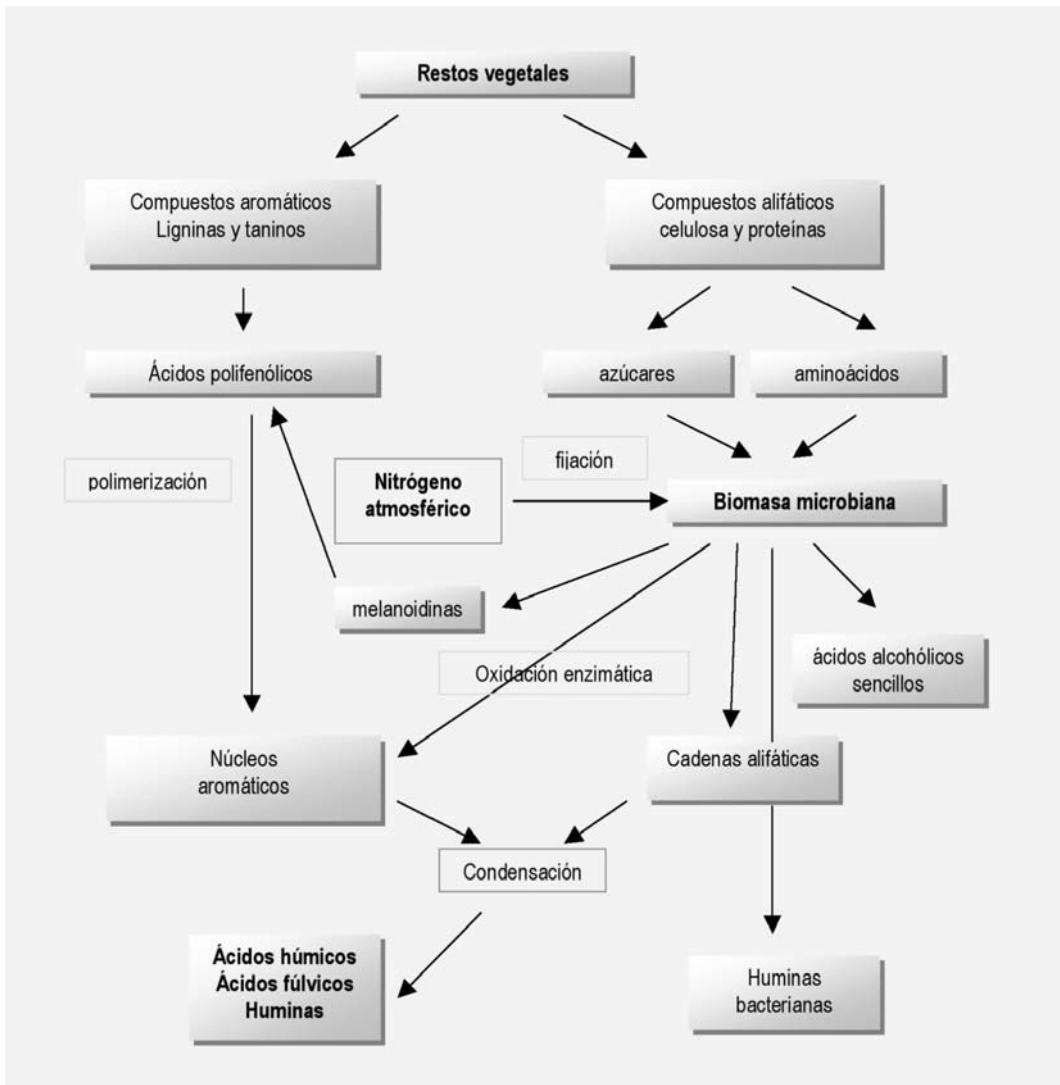 Restos vegetales
Compuestos aromáticos
Ligninas y taninos
Compuestos alifáticos
celulosa y proteínas
Ácidos polifenólicos
azúcares
aminoácidos
polimerización
Nitrógeno
atmosférico
fijación
Biomasa microbiana
melanoidinas
Oxidación enzimática
ácidos alcohólicos
sencillos
Núcleos
aromáticos
Cadenas alifáticas
Condensación
Ácidos húmicos
Ácidos fúlvicos
Huminas
Huminas
bacterianas